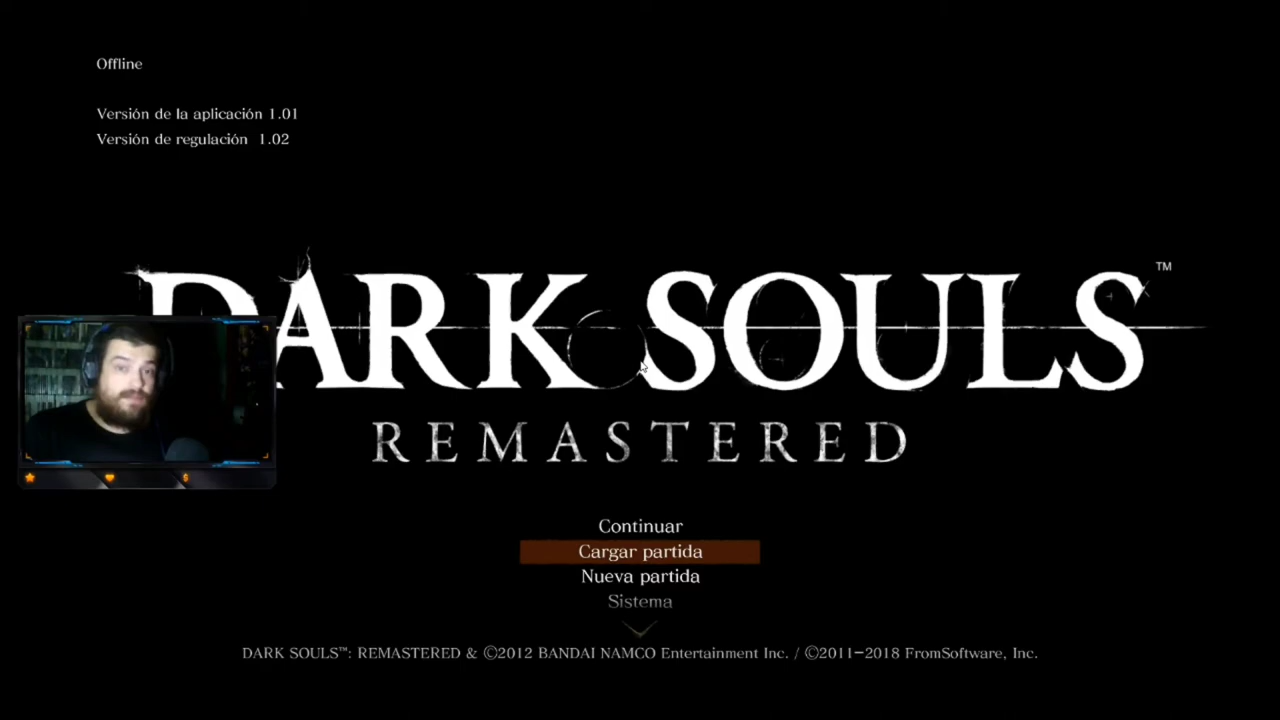 Offline
Versión de la aplicación 1.01
Versión de regulación 1.02
DARK SOULS™
REMASTERED
Continuar
Cargar partida
Nueva partida
Sistema
DARK SOULS™: REMASTERED & ©2012 BANDAI NAMCO Entertainment Inc. / ©2011-2018 FromSoftware, Inc.